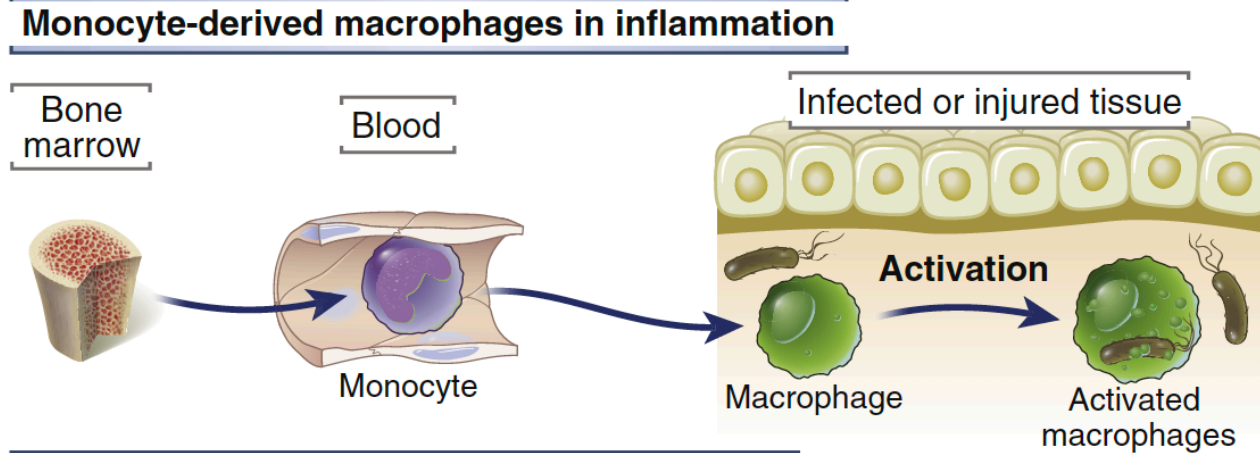 Monocyte-derived macrophages in inflammation
Bone
marrow
Blood
Infected or injured tissue
Activation
Monocyte
Macrophage
Activated
macrophages